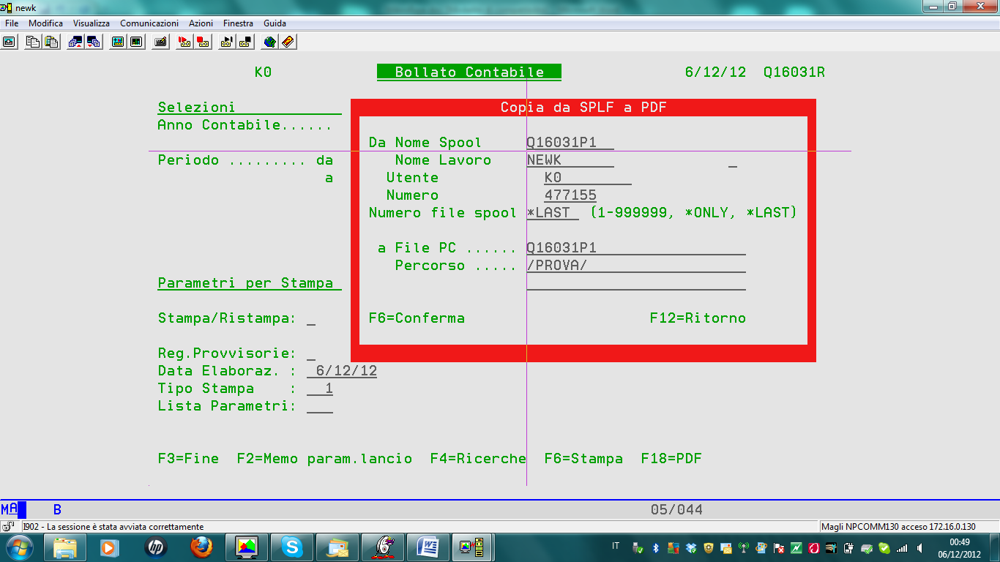 newk
File Modifica Visualizza Comunicazioni Azioni Finestra Guida
K0 Bollato Contabile 6/12/12 Q16031R
Selezioni
Anno Contabile......
Periodo ......... da
a
Copia da SPLF a PDF
Da Nome Spool Q16031P1
Nome Lavoro NEWK
Utente K0
Numero 477155
Numero file spool *LAST (1-999999, *ONLY, *LAST)
a File PC ...... Q16031P1
Percorso ..... /PROVA/
F6=Conferma F12=Ritorno
Parametri per Stampa
Stampa/Ristampa: _
Reg.Provvisorie: _
Data Elaboraz. : 6/12/12
Tipo Stampa : 1
Lista Parametri: ___
F3=Fine F2=Memo param.lancio F4=Ricerche F6=Stampa F18=PDF
MA B 05/044
I902 - La sessione è stata avviata correttamente Magli NPCOMM130 acceso 172.16.0.130
IT 00:49
06/12/2012